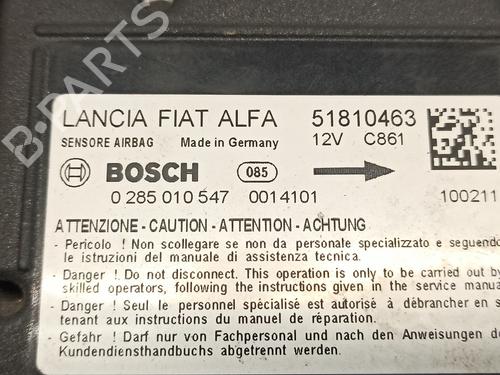 LANCIA FIAT ALFA 51810463
SENSORE AIRBAG Made in Germany 12V C861
BOSCH 085
0 285 010 547 0014101 100211
ATTENZIONE - CAUTION - ATTENTION - ACHTUNG
- Pericolo ! Non scollegare se non da personale specializzato e seguendo
le istruzioni del manuale di assistenza tecnica.
- Danger ! Do not disconnect. This operation is only to be carried out by
skilled operators, following the instructions given in the service manua
- Danger ! Seul le personnel spécialisé est autorisé à débrancher en s
tenant aux instructions du manuel de réparation.
- Gefahr ! Darf nur von Fachpersonal und nach den Anweisungen de
Kundendiensthandbuchs abgetrennt werden.
B-PARTS